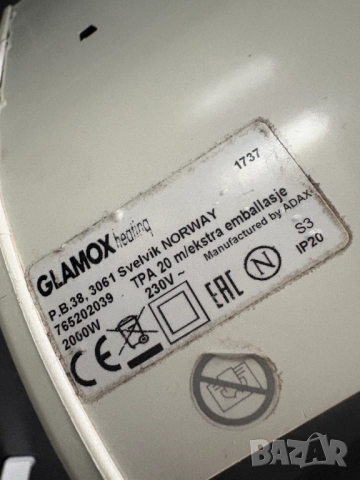 GLAMOX heating 1737
P.B.38, 3061 Svelvik NORWAY
765202039 TPA 20 m/ekstra emballasje
2000W 230V ~ Manufactured by ADAX
S3
IP20
CE EAC N
bazar.bg